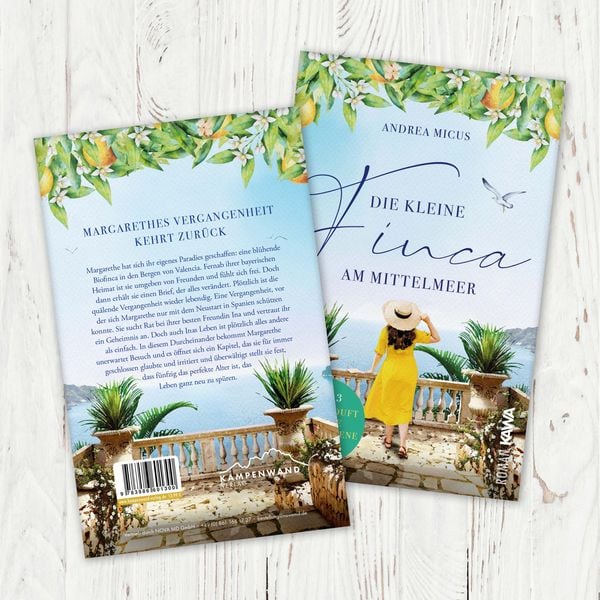 MARGARETHES VERGANGENHEIT
KEHRT ZURÜCK
Margarethe hat sich ihr eigenes Paradies geschaffen: eine blühende
Biofinca in den Bergen von Valencia. Fernab ihrer bayerischen
Heimat ist sie umgeben von Freunden und fühlt sich frei. Doch
dann erhält sie einen Brief, der alles verändert. Plötzlich ist die
quälende Vergangenheit wieder lebendig. Eine Vergangenheit, vor
der sich Margarethe nur mit dem Neustart in Spanien schützen
konnte. Sie sucht Rat bei ihrer besten Freundin Ina und vertraut ihr
ein Geheimnis an. Doch auch Inas Leben ist plötzlich alles andere
als einfach. In diesem Durcheinander bekommt Margarethe
unerwartet Besuch und es öffnet sich ein Kapitel, das sie für immer
geschlossen glaubte und irritiert und überwältigt stellt sie fest,
dass fünfzig das perfekte Alter ist, das
Leben ganz neu zu spüren.
KAMPENWAND
VERLAG
ANDREA MICUS
DIE KLEINE
Finca
AM MITTELMEER
3
DUFT
ROMAN
KAWA